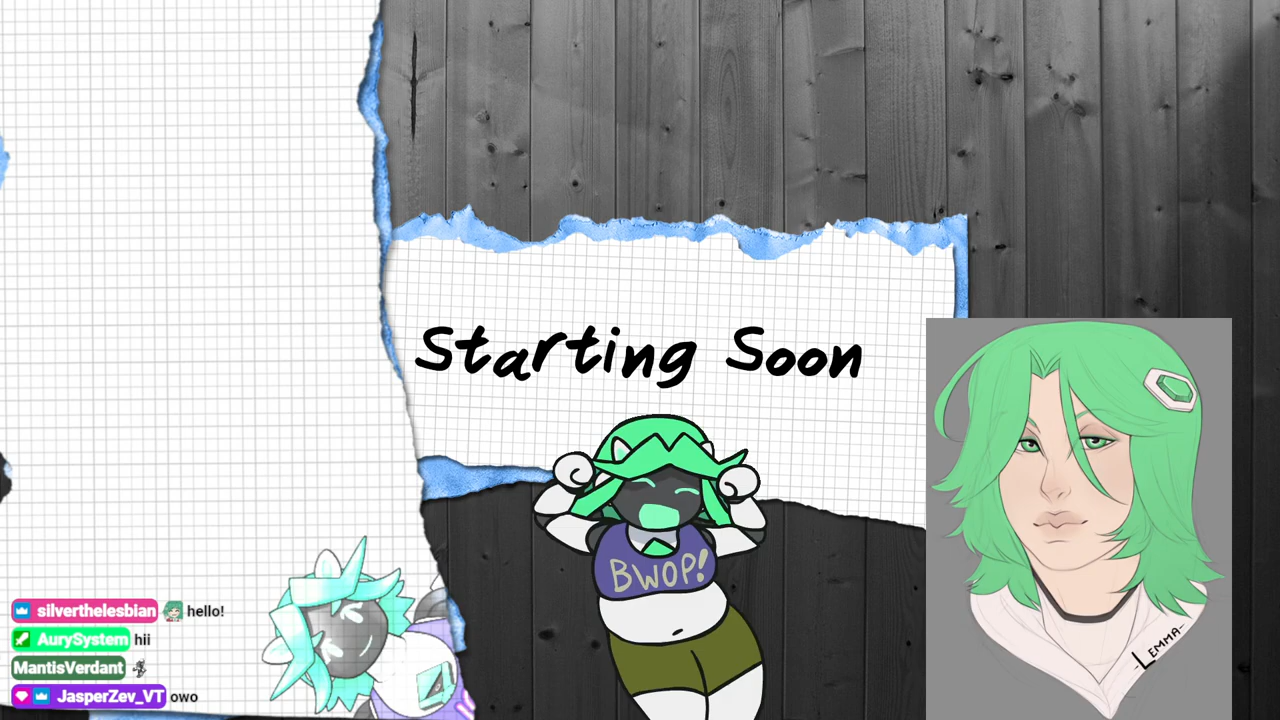 Starting Soon
BWOP!
-LEMMA-
silverthelesbian hello!
AurySystem hii
MantisVerdant
JasperZev_VT owo